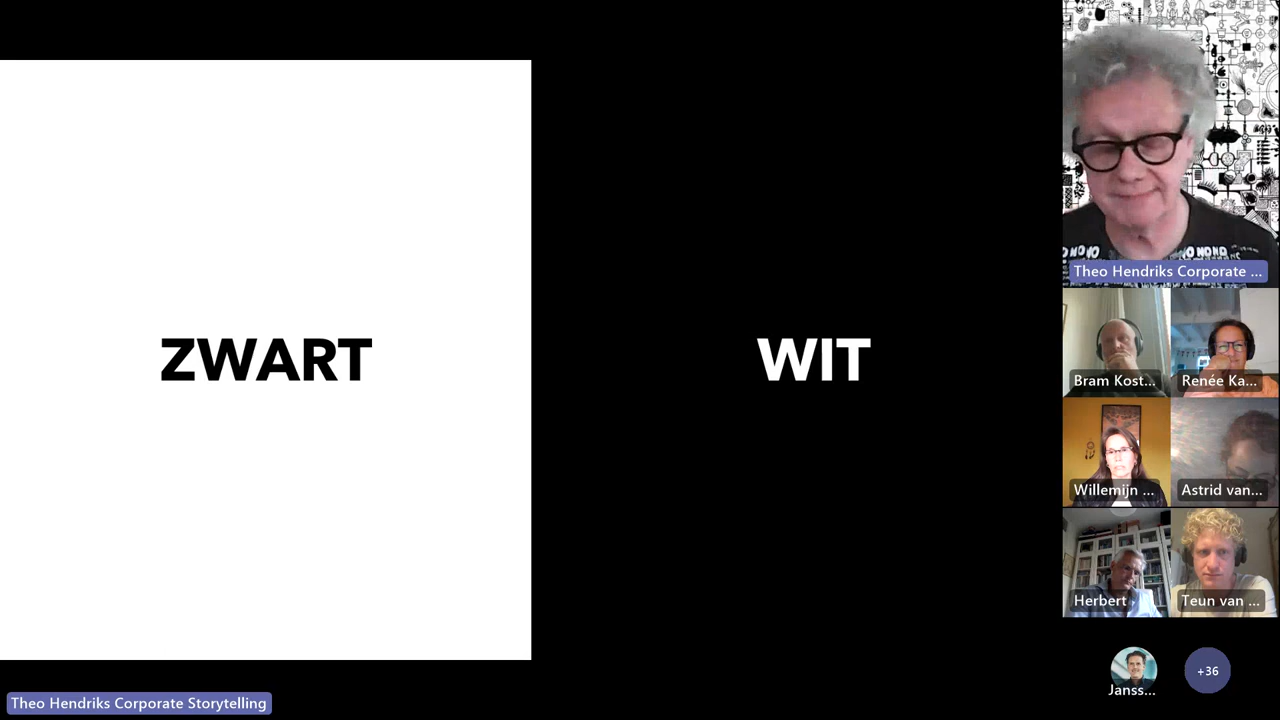 ZWART
WIT
Theo Hendriks Corporate ...
Bram Kost...
Renée Ka...
Willemijn ...
Astrid van...
Herbert
Teun van ...
Janss...
+36
Theo Hendriks Corporate Storytelling